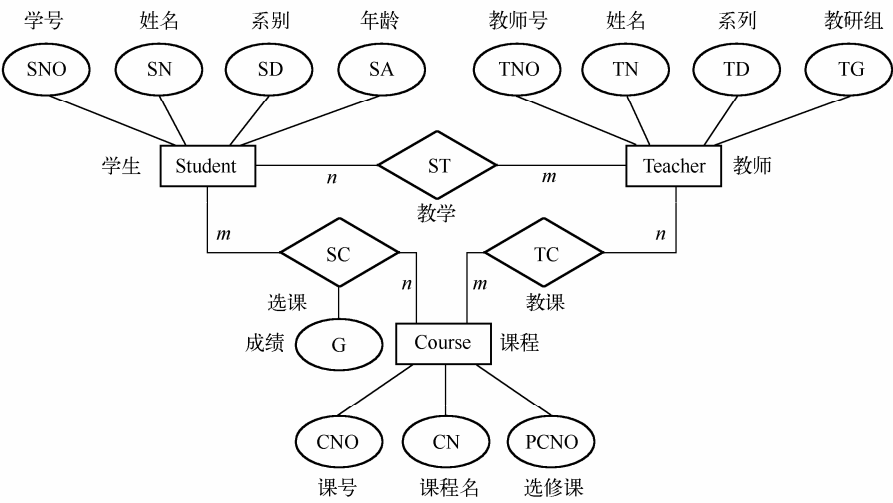 学号 姓名 系别 年龄 教师号 姓名 系列 教研组
SNO SN SD SA TNO TN TD TG
学生 Student n ST m Teacher 教师
教学
m SC n m TC n
选课 教课
成绩 G Course 课程
CNO CN PCNO
课号 课程名 选修课